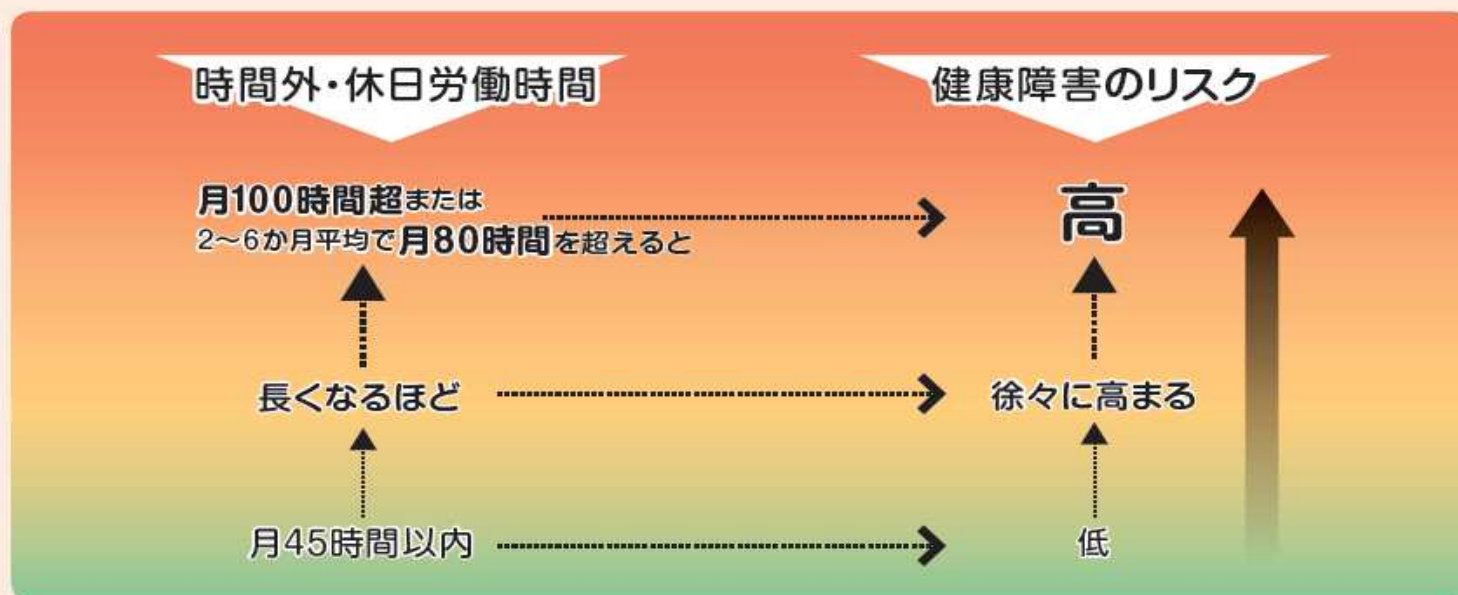 時間外・休日労働時間
健康障害のリスク
月100時間超または
2～6か月平均で月80時間を超えると
高
長くなるほど
徐々に高まる
月45時間以内
低